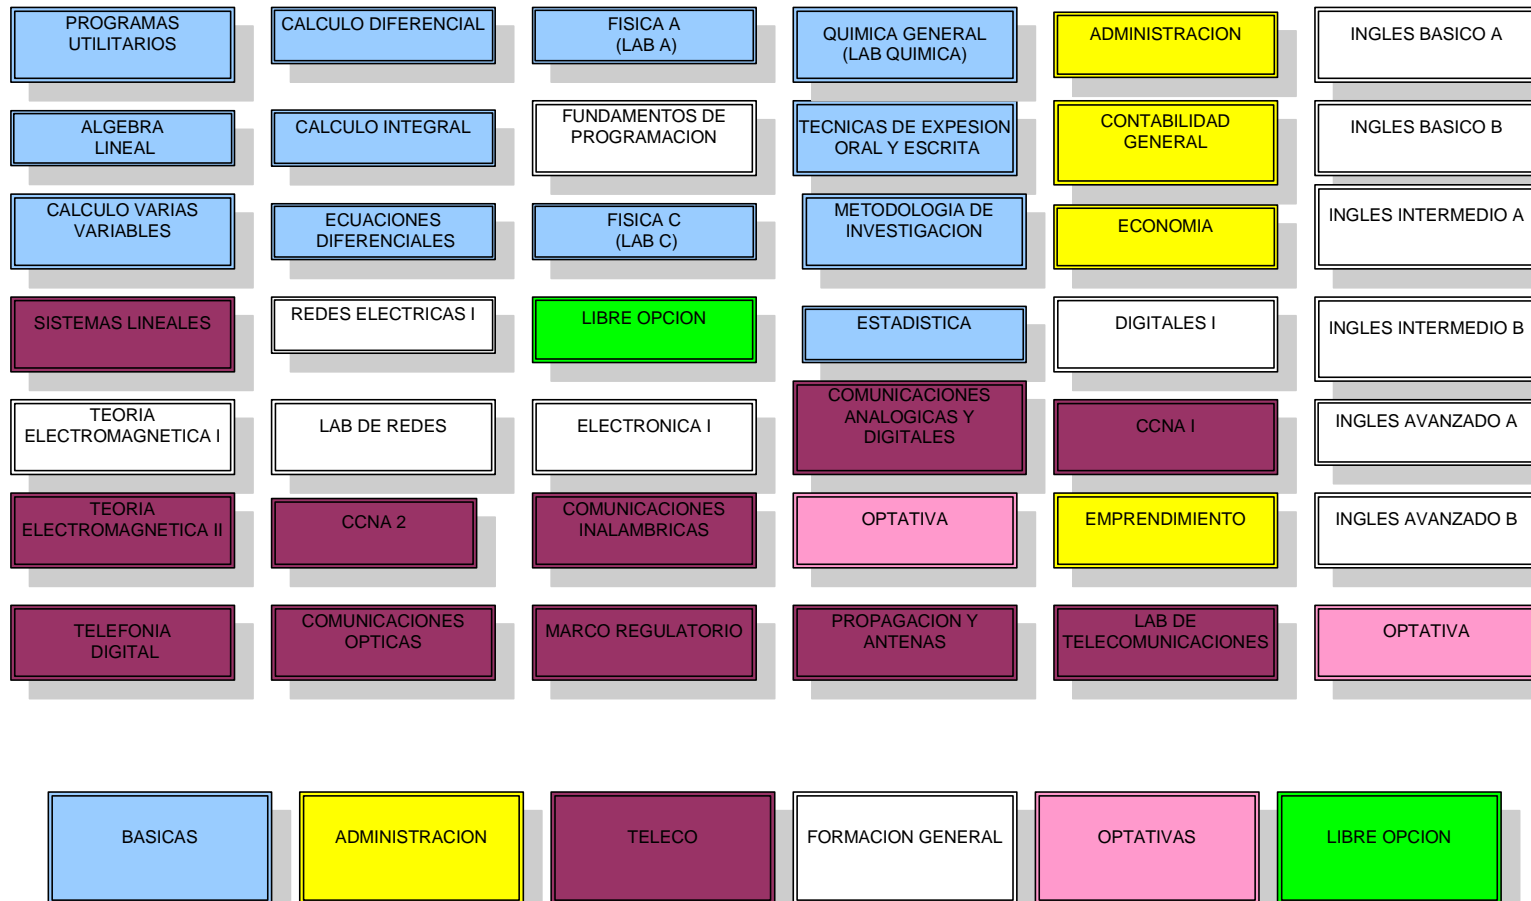 PROGRAMAS
UTILITARIOS
CALCULO DIFERENCIAL
FISICA A
(LAB A)
QUIMICA GENERAL
(LAB QUIMICA)
ADMINISTRACION
INGLES BASICO A
ALGEBRA
LINEAL
CALCULO INTEGRAL
FUNDAMENTOS DE
PROGRAMACION
TECNICAS DE EXPESION
ORAL Y ESCRITA
CONTABILIDAD
GENERAL
INGLES BASICO B
CALCULO VARIAS
VARIABLES
ECUACIONES
DIFERENCIALES
FISICA C
(LAB C)
METODOLOGIA DE
INVESTIGACION
ECONOMIA
INGLES INTERMEDIO A
SISTEMAS LINEALES
REDES ELECTRICAS I
LIBRE OPCION
ESTADISTICA
DIGITALES I
INGLES INTERMEDIO B
TEORIA
ELECTROMAGNETICA I
LAB DE REDES
ELECTRONICA I
COMUNICACIONES
ANALOGICAS Y
DIGITALES
CCNA I
INGLES AVANZADO A
TEORIA
ELECTROMAGNETICA II
CCNA 2
COMUNICACIONES
INALAMBRICAS
OPTATIVA
EMPRENDIMIENTO
INGLES AVANZADO B
TELEFONIA
DIGITAL
COMUNICACIONES
OPTICAS
MARCO REGULATORIO
PROPAGACION Y
ANTENAS
LAB DE
TELECOMUNICACIONES
OPTATIVA
BASICAS
ADMINISTRACION
TELECO
FORMACION GENERAL
OPTATIVAS
LIBRE OPCION